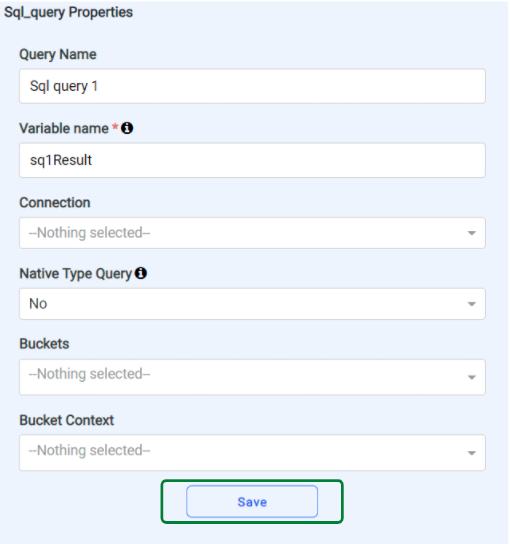 Sql_query Properties
Query Name
Sql query 1
Variable name *
sq1Result
Connection
--Nothing selected--
Native Type Query
No
Buckets
--Nothing selected--
Bucket Context
--Nothing selected--
Save